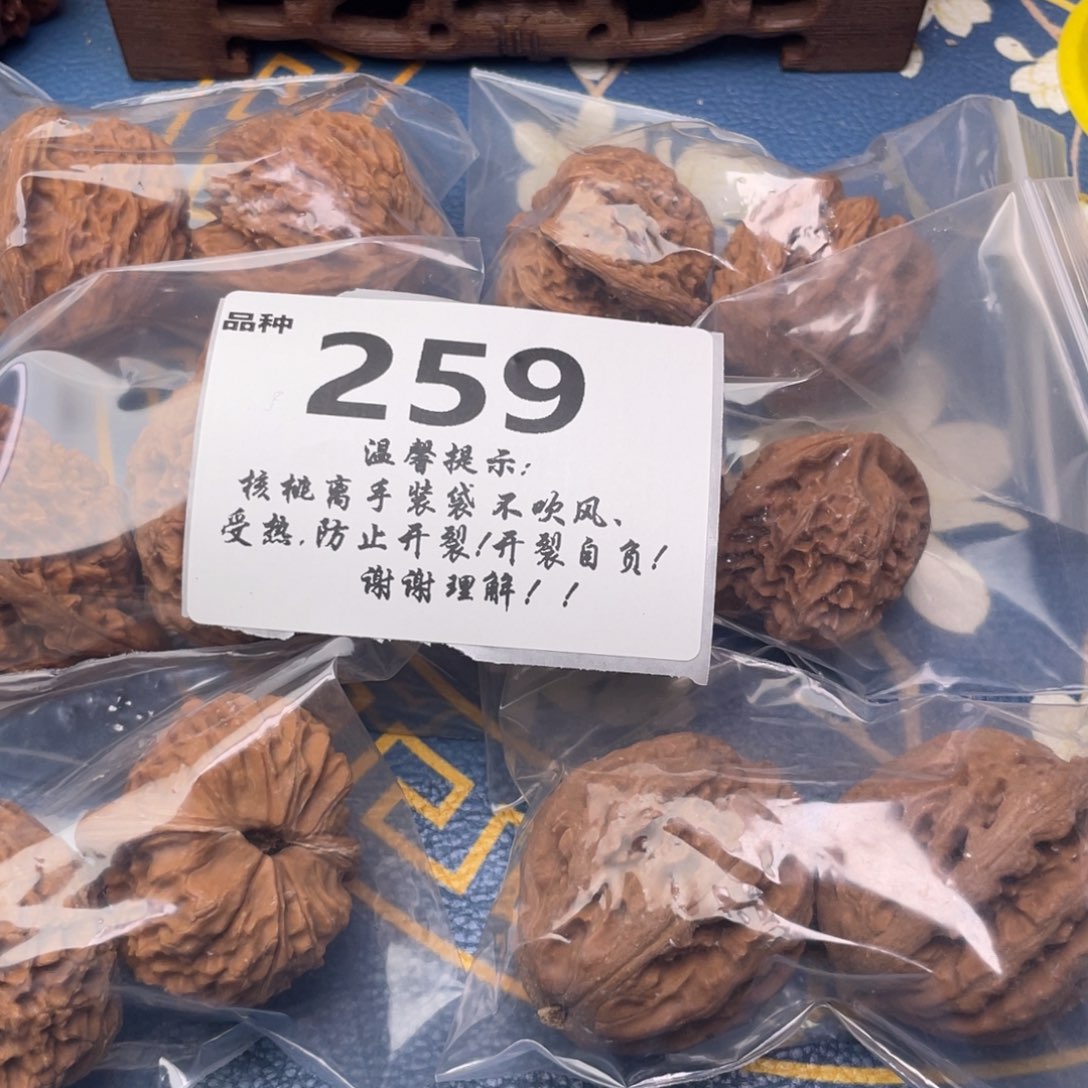 品种
259
温馨提示:
核桃离手装袋不吹风、
受热,防止开裂!开裂自负!
谢谢理解!!